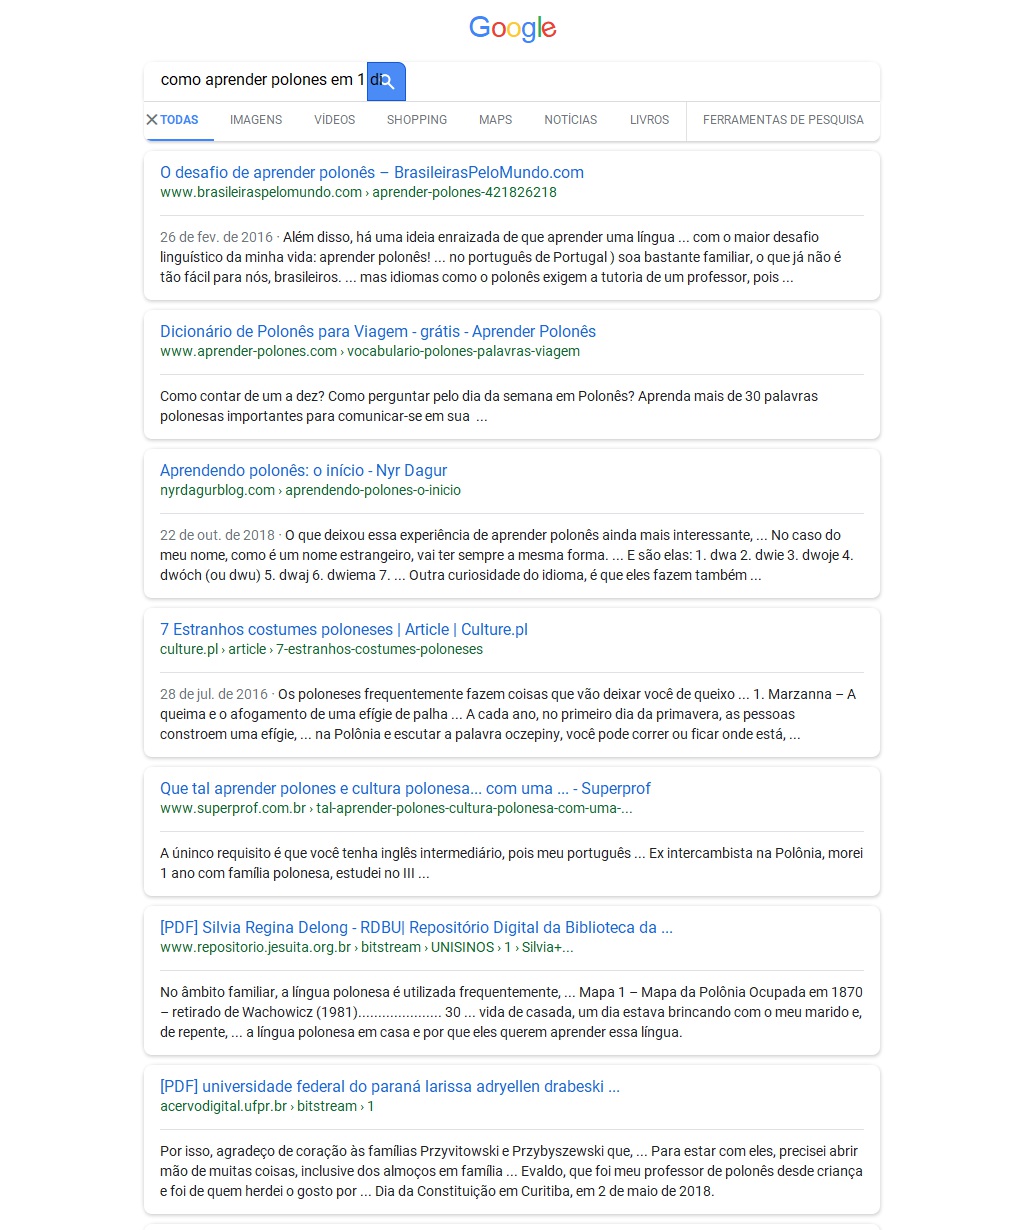 Google
como aprender polones em 1 di
TODAS IMAGENS VÍDEOS SHOPPING MAPS NOTÍCIAS LIVROS FERRAMENTAS DE PESQUISA
O desafio de aprender polonês – BrasileirasPeloMundo.com
www.brasileiraspelomundo.com › aprender-polones-421826218
26 de fev. de 2016 · Além disso, há uma ideia enraizada de que aprender uma língua ... com o maior desafio
linguístico da minha vida: aprender polonês! ... no português de Portugal ) soa bastante familiar, o que já não é
tão fácil para nós, brasileiros. ... mas idiomas como o polonês exigem a tutoria de um professor, pois ...
Dicionário de Polonês para Viagem - grátis - Aprender Polonês
www.aprender-polones.com › vocabulario-polones-palavras-viagem
Como contar de um a dez? Como perguntar pelo dia da semana em Polonês? Aprenda mais de 30 palavras
polonesas importantes para comunicar-se em sua ...
Aprendendo polonês: o início - Nyr Dagur
nyrdagurblog.com › aprendendo-polones-o-inicio
22 de out. de 2018 · O que deixou essa experiência de aprender polonês ainda mais interessante, ... No caso do
meu nome, como é um nome estrangeiro, vai ter sempre a mesma forma. ... E são elas: 1. dwa 2. dwie 3. dwoje 4.
dwóch (ou dwu) 5. dwaj 6. dwiema 7. ... Outra curiosidade do idioma, é que eles fazem também ...
7 Estranhos costumes poloneses | Article | Culture.pl
culture.pl › article › 7-estranhos-costumes-poloneses
28 de jul. de 2016 · Os poloneses frequentemente fazem coisas que vão deixar você de queixo ... 1. Marzanna – A
queima e o afogamento de uma efígie de palha ... A cada ano, no primeiro dia da primavera, as pessoas
constroem uma efígie, ... na Polônia e escutar a palavra oczepiny, você pode correr ou ficar onde está, ...
Que tal aprender polones e cultura polonesa... com uma ... - Superprof
www.superprof.com.br › tal-aprender-polones-cultura-polonesa-com-uma-...
A úninco requisito é que você tenha inglês intermediário, pois meu português ... Ex intercambista na Polônia, morei
1 ano com família polonesa, estudei no III ...
[PDF] Silvia Regina Delong - RDBU| Repositório Digital da Biblioteca da ...
www.repositorio.jesuita.org.br › bitstream › UNISINOS › 1 › Silvia+...
No âmbito familiar, a língua polonesa é utilizada frequentemente, ... Mapa 1 – Mapa da Polônia Ocupada em 1870
– retirado de Wachowicz (1981)..................... 30 ... vida de casada, um dia estava brincando com o meu marido e,
de repente, ... a língua polonesa em casa e por que eles querem aprender essa língua.
[PDF] universidade federal do paraná larissa adryellen drabeski ...
acervodigital.ufpr.br › bitstream › 1
Por isso, agradeço de coração às famílias Przyvitowski e Przybyszewski que, ... Para estar com eles, precisei abrir
mão de muitas coisas, inclusive dos almoços em família ... Evaldo, que foi meu professor de polonês desde criança
e foi de quem herdei o gosto por ... Dia da Constituição em Curitiba, em 2 de maio de 2018.